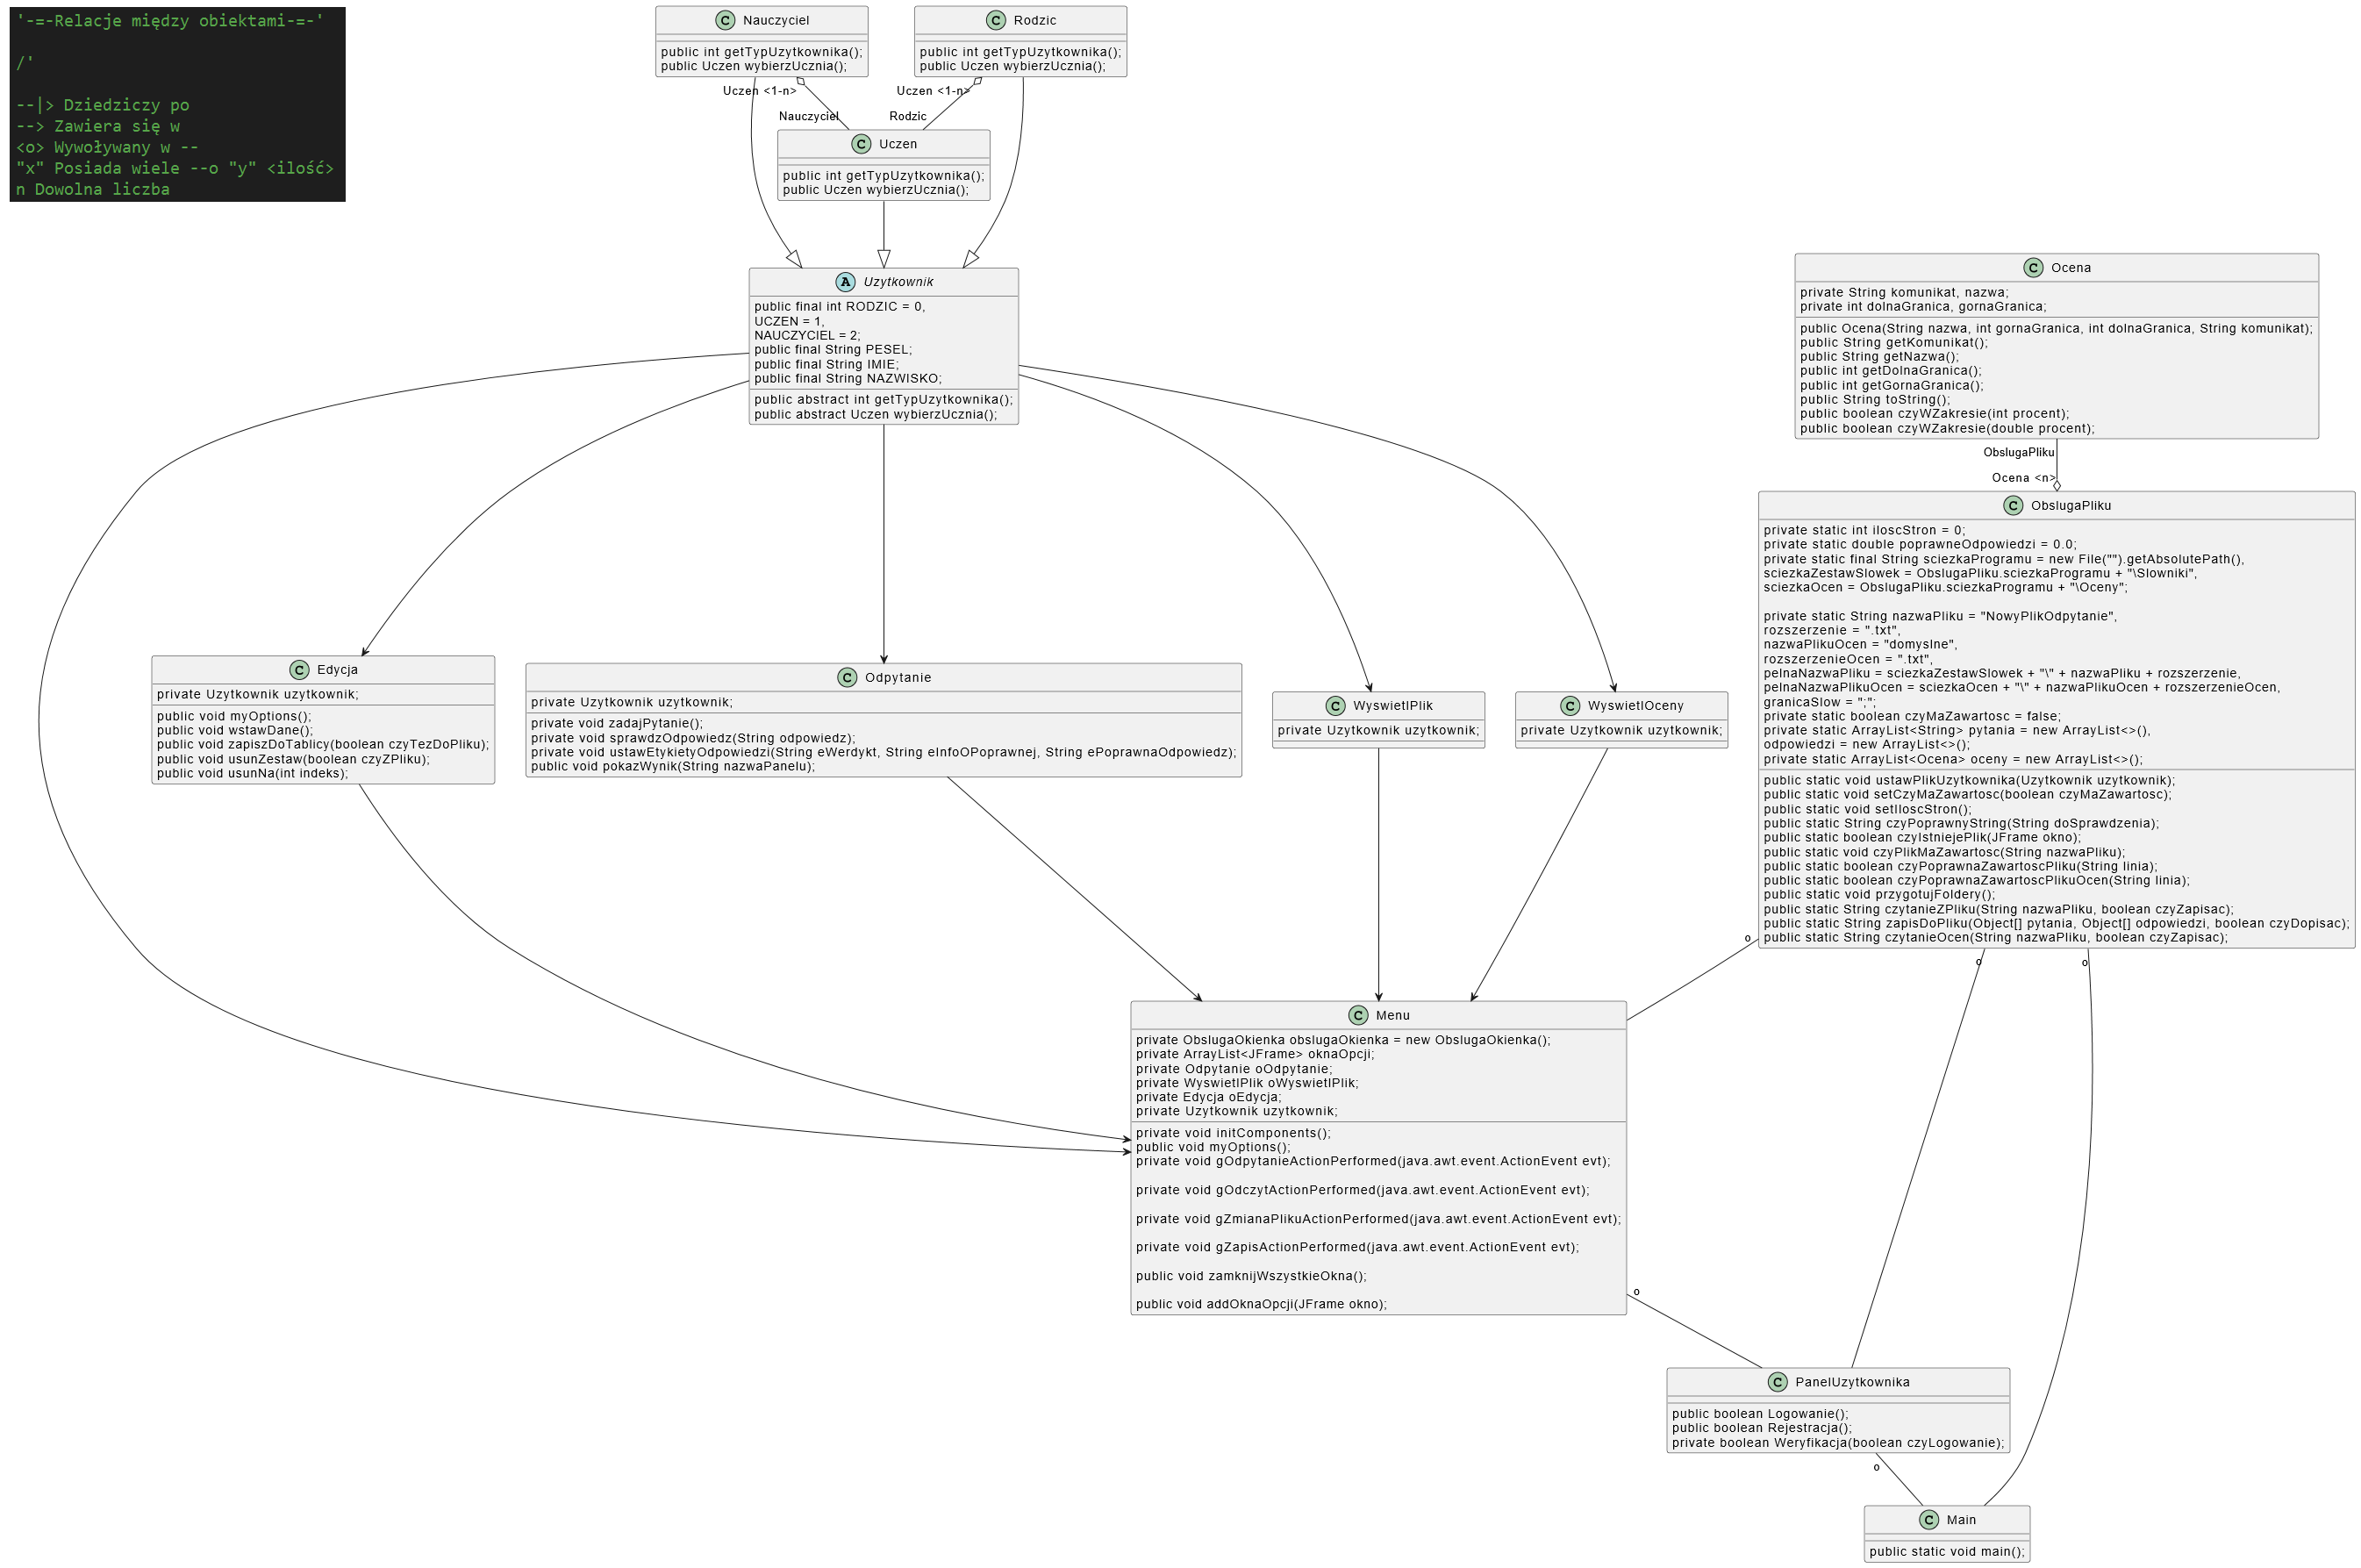 '-=-Relacje między obiektami-=-'
/'
--|> Dziedziczy po
--> Zawiera się w
<o> Wywoływany w --
"x" Posiada wiele --o "y" <ilość>
n Dowolna liczba
C Nauczyciel
public int getTypUzytkownika();
public Uczen wybierzUcznia();
C Rodzic
public int getTypUzytkownika();
public Uczen wybierzUcznia();
Uczen <1-n>
Nauczyciel
Uczen <1-n>
Rodzic
C Uczen
public int getTypUzytkownika();
public Uczen wybierzUcznia();
A Uzytkownik
public final int RODZIC = 0,
UCZEN = 1,
NAUCZYCIEL = 2;
public final String PESEL;
public final String IMIE;
public final String NAZWISKO;
public abstract int getTypUzytkownika();
public abstract Uczen wybierzUcznia();
C Ocena
private String komunikat, nazwa;
private int dolnaGranica, gornaGranica;
public Ocena(String nazwa, int gornaGranica, int dolnaGranica, String komunikat);
public String getKomunikat();
public String getNazwa();
public int getDolnaGranica();
public int getGornaGranica();
public String toString();
public boolean czyWZakresie(int procent);
public boolean czyWZakresie(double procent);
ObslugaPliku
Ocena <n>
C ObslugaPliku
private static int iloscStron = 0;
private static double poprawneOdpowiedzi = 0.0;
private static final String sciezkaProgramu = new File("").getAbsolutePath(),
sciezkaZestawSlowek = ObslugaPliku.sciezkaProgramu + "\Slowniki",
sciezkaOcen = ObslugaPliku.sciezkaProgramu + "\Oceny";
private static String nazwaPliku = "NowyPlikOdpytanie",
rozszerzenie = ".txt",
nazwaPlikuOcen = "domyslne",
rozszerzenieOcen = ".txt",
pelnaNazwaPliku = sciezkaZestawSlowek + "\" + nazwaPliku + rozszerzenie,
pelnaNazwaPlikuOcen = sciezkaOcen + "\" + nazwaPlikuOcen + rozszerzenieOcen,
granicaSlow = ";";
private static boolean czyMaZawartosc = false;
private static ArrayList<String> pytania = new ArrayList<>(),
odpowiedzi = new ArrayList<>();
private static ArrayList<Ocena> oceny = new ArrayList<>();
public static void ustawPlikUzytkownika(Uzytkownik uzytkownik);
public static void setCzyMaZawartosc(boolean czyMaZawartosc);
public static void setIloscStron();
public static String czyPoprawnyString(String doSprawdzenia);
public static boolean czyIstniejePlik(JFrame okno);
public static void czyPlikMaZawartosc(String nazwaPliku);
public static boolean czyPoprawnaZawartoscPliku(String linia);
public static boolean czyPoprawnaZawartoscPlikuOcen(String linia);
public static void przygotujFoldery();
public static String czytanieZPliku(String nazwaPliku, boolean czyZapisac);
public static String zapisDoPliku(Object[] pytania, Object[] odpowiedzi, boolean czyDopisac);
public static String czytanieOcen(String nazwaPliku, boolean czyZapisac);
C Edycja
private Uzytkownik uzytkownik;
public void myOptions();
public void wstawDane();
public void zapiszDoTablicy(boolean czyTezDoPliku);
public void usunZestaw(boolean czyZPliku);
public void usunNa(int indeks);
C Odpytanie
private Uzytkownik uzytkownik;
private void zadajPytanie();
private void sprawdzOdpowiedz(String odpowiedz);
private void ustawEtykietyOdpowiedzi(String eWerdykt, String eInfoOPoprawnej, String ePoprawnaOdpowiedz);
public void pokazWynik(String nazwaPanelu);
C WyswietlPlik
private Uzytkownik uzytkownik;
C WyswietlOceny
private Uzytkownik uzytkownik;
o
o
o
C Menu
private ObslugaOkienka obslugaOkienka = new ObslugaOkienka();
private ArrayList<JFrame> oknaOpcji;
private Odpytanie oOdpytanie;
private WyswietlPlik oWyswietlPlik;
private Edycja oEdycja;
private Uzytkownik uzytkownik;
private void initComponents();
public void myOptions();
private void gOdpytanieActionPerformed(java.awt.event.ActionEvent evt);
private void gOdczytActionPerformed(java.awt.event.ActionEvent evt);
private void gZmianaPlikuActionPerformed(java.awt.event.ActionEvent evt);
private void gZapisActionPerformed(java.awt.event.ActionEvent evt);
public void zamknijWszystkieOkna();
public void addOknaOpcji(JFrame okno);
o
C PanelUzytkownika
public boolean Logowanie();
public boolean Rejestracja();
private boolean Weryfikacja(boolean czyLogowanie);
o
C Main
public static void main();